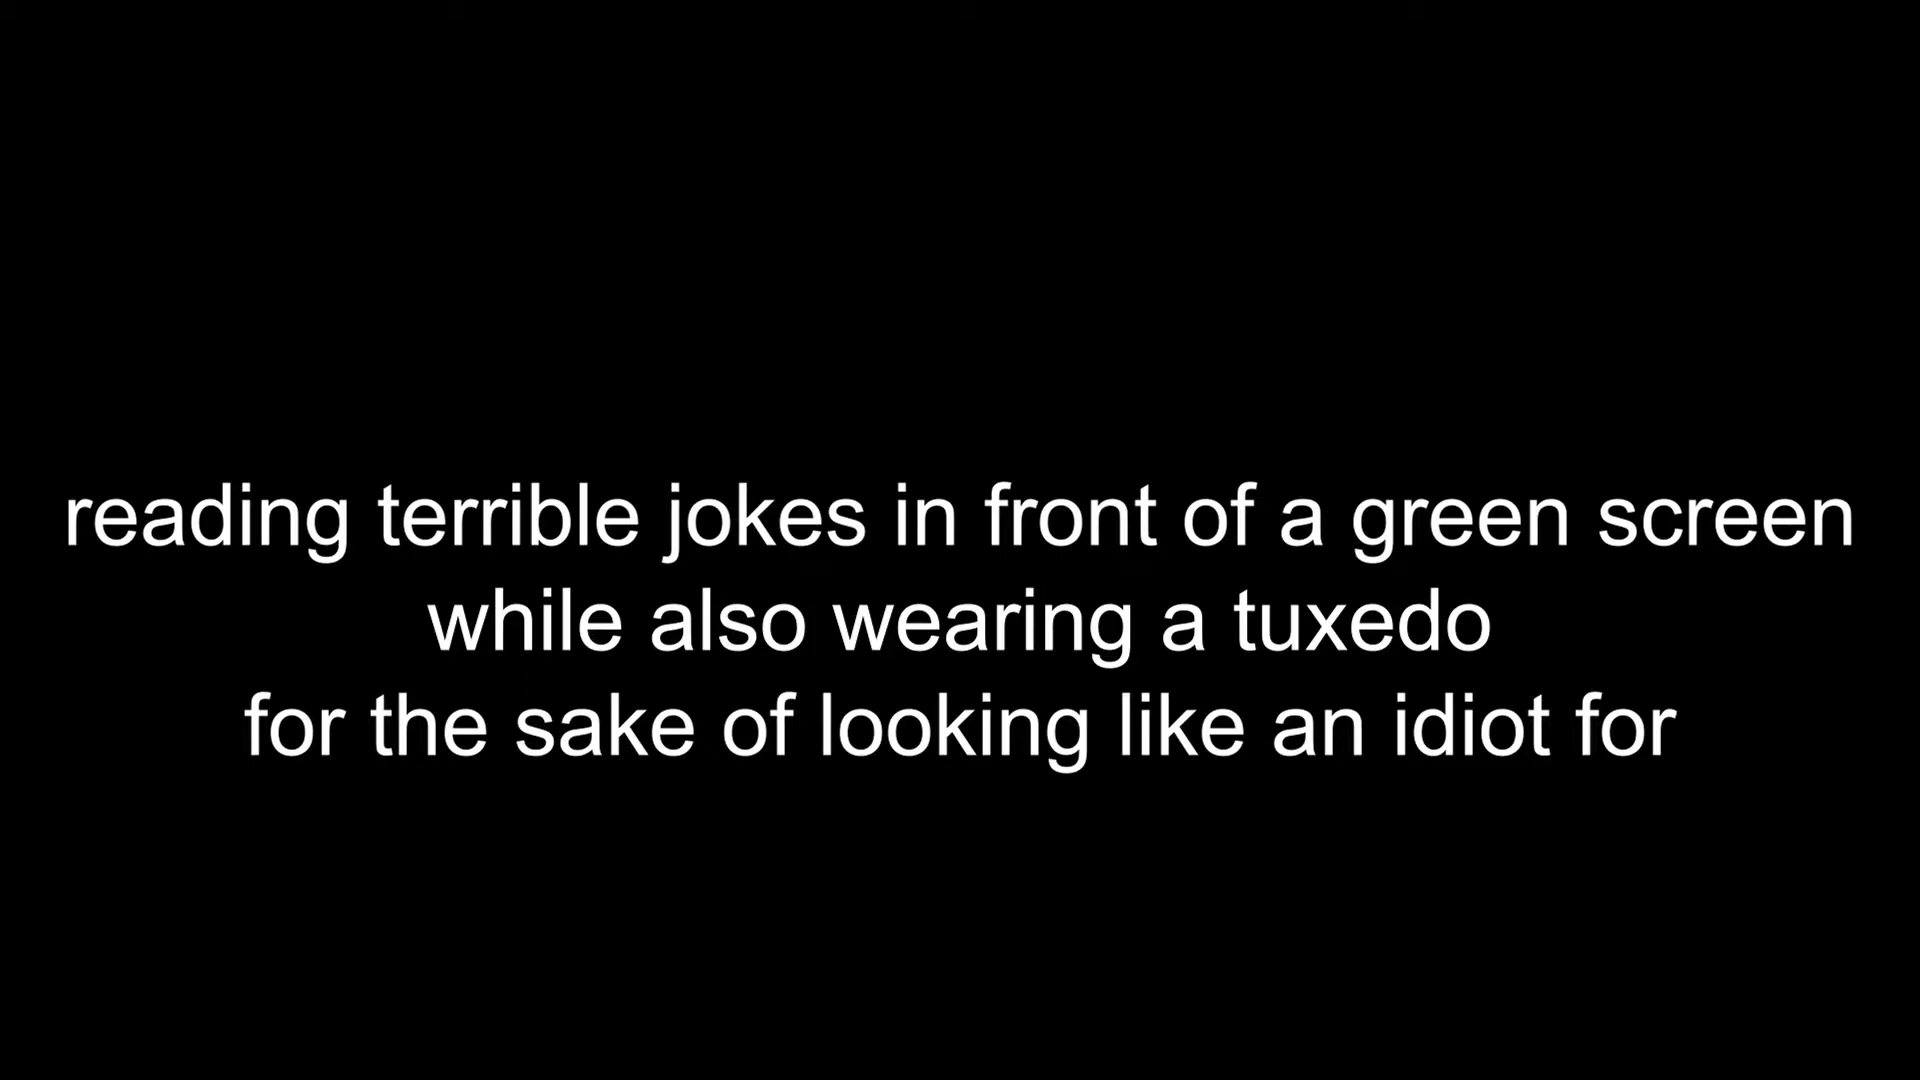 reading terrible jokes in front of a green screen
while also wearing a tuxedo
for the sake of looking like an idiot for